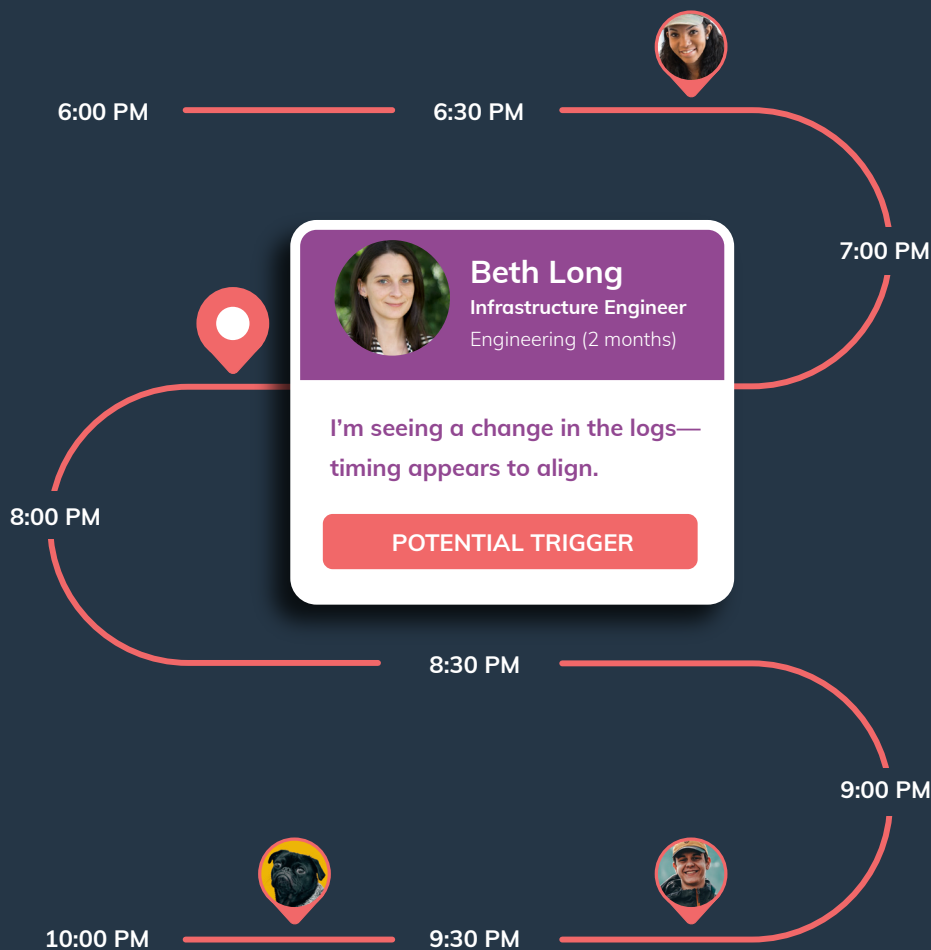 6:00 PM
6:30 PM
7:00 PM
Beth Long
Infrastructure Engineer
Engineering (2 months)
I’m seeing a change in the logs—
timing appears to align.
POTENTIAL TRIGGER
8:00 PM
8:30 PM
9:00 PM
9:30 PM
10:00 PM